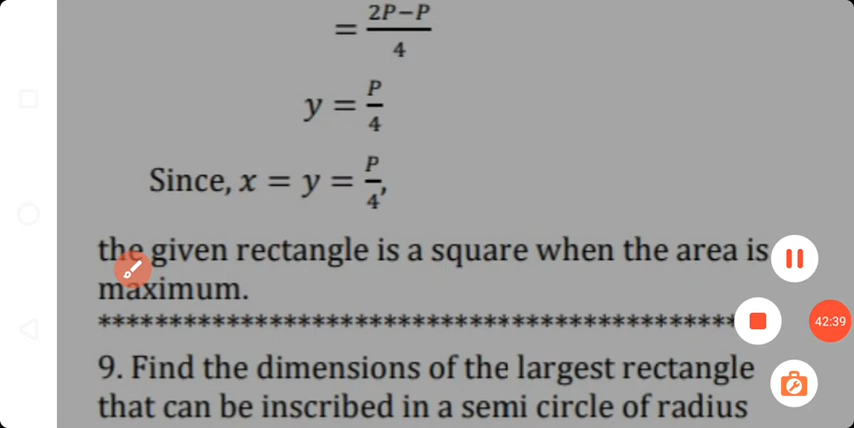 = 2P−P/4
y = P/4
Since, x = y = P/4,
the given rectangle is a square when the area is
maximum.
*********************************************
9. Find the dimensions of the largest rectangle
that can be inscribed in a semi circle of radius
42:39